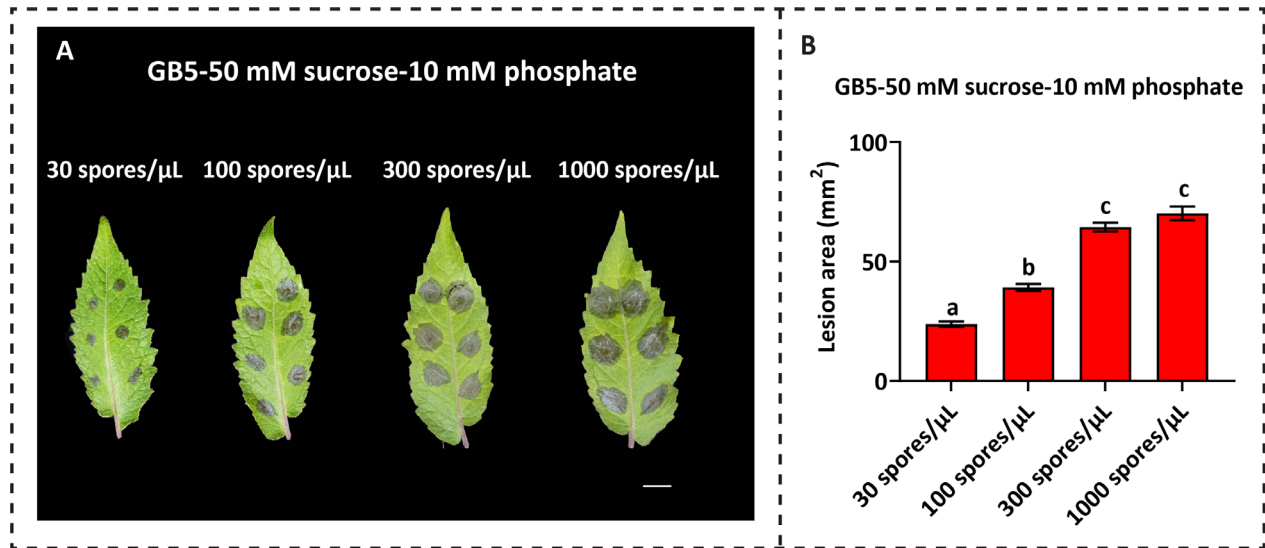 A
GB5-50 mM sucrose-10 mM phosphate
30 spores/µL 100 spores/µL 300 spores/µL 1000 spores/µL
B
GB5-50 mM sucrose-10 mM phosphate
Lesion area (mm²)
100
50
0
a
b
c
c
30 spores/µL
100 spores/µL
300 spores/µL
1000 spores/µL